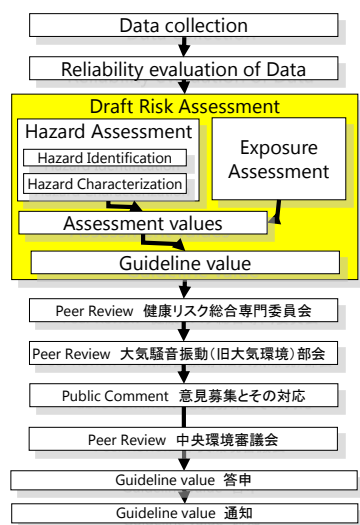 Data collection
Reliability evaluation of Data
Draft Risk Assessment
Hazard Assessment
Hazard Identification
Hazard Characterization
Exposure
Assessment
Assessment values
Guideline value
Peer Review 健康リスク総合専門委員会
Peer Review 大気騒音振動(旧大気環境)部会
Public Comment 意見募集とその対応
Peer Review 中央環境審議会
Guideline value 答申
Guideline value 通知